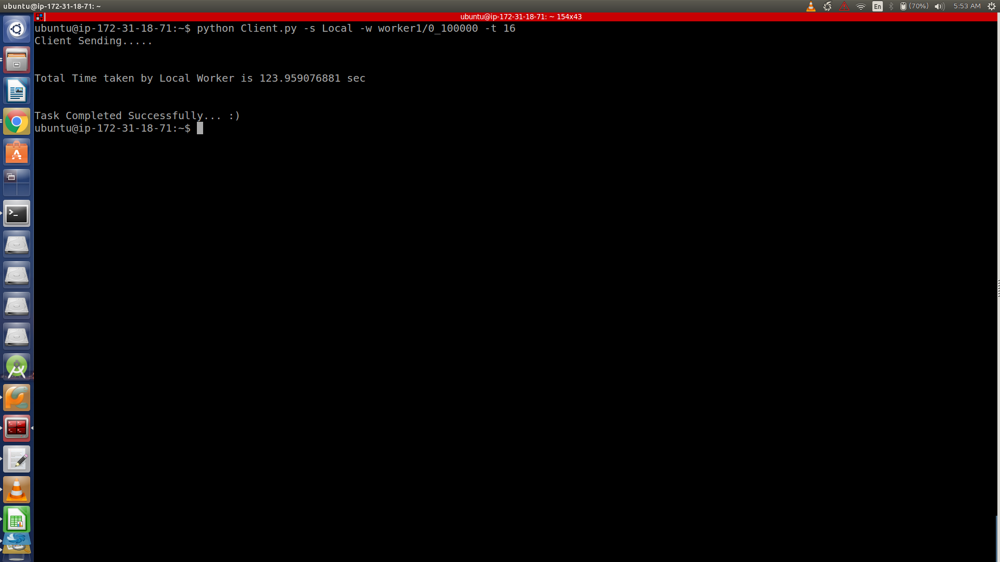 ubuntu@ip-172-31-18-71: ~
En
(70%)
5:53 AM
ubuntu@ip-172-31-18-71: ~ 154x43
ubuntu@ip-172-31-18-71:~$ python Client.py -s Local -w worker1/0_100000 -t 16
Client Sending.....
Total Time taken by Local Worker is 123.959076881 sec
Task Completed Successfully... :)
ubuntu@ip-172-31-18-71:~$